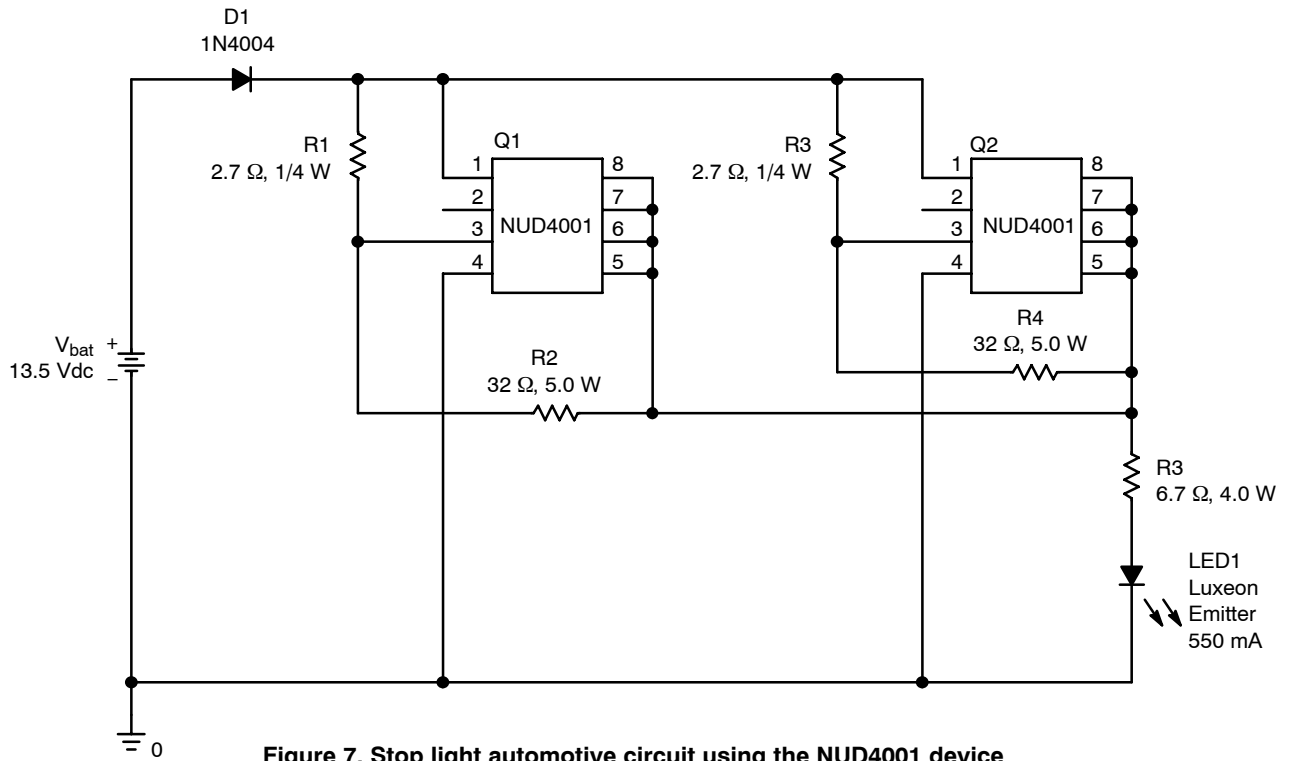 D1
1N4004
R1
2.7 Ω, 1/4 W
Q1
1
2
3
4
NUD4001
8
7
6
5
R3
2.7 Ω, 1/4 W
Q2
1
2
3
4
NUD4001
8
7
6
5
R4
32 Ω, 5.0 W
R2
32 Ω, 5.0 W
Vbat
13.5 Vdc
+
–
R3
6.7 Ω, 4.0 W
LED1
Luxeon
Emitter
550 mA
0
Figure 7. Stop light automotive circuit using the NUD4001 device